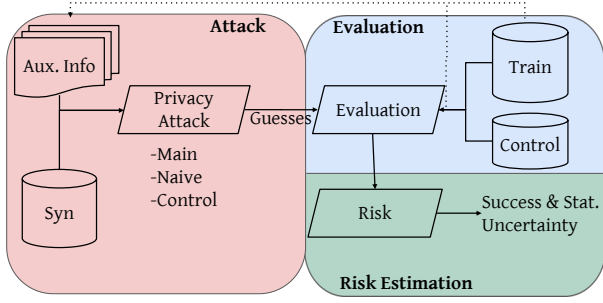 Attack
Evaluation
Aux. Info
Train
Privacy
Attack
Guesses
Evaluation
-Main
-Naive
-Control
Control
Syn
Risk
Success & Stat.
Uncertainty
Risk Estimation